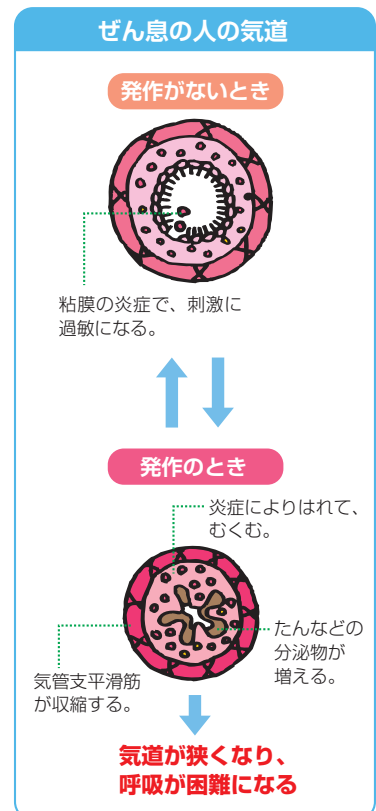 ぜん息の人の気道
発作がないとき
粘膜の炎症で、刺激に
過敏になる。
発作のとき
炎症によりはれて、
むくむ。
たんなどの
分泌物が
増える。
気管支平滑筋
が収縮する。
気道が狭くなり、
呼吸が困難になる